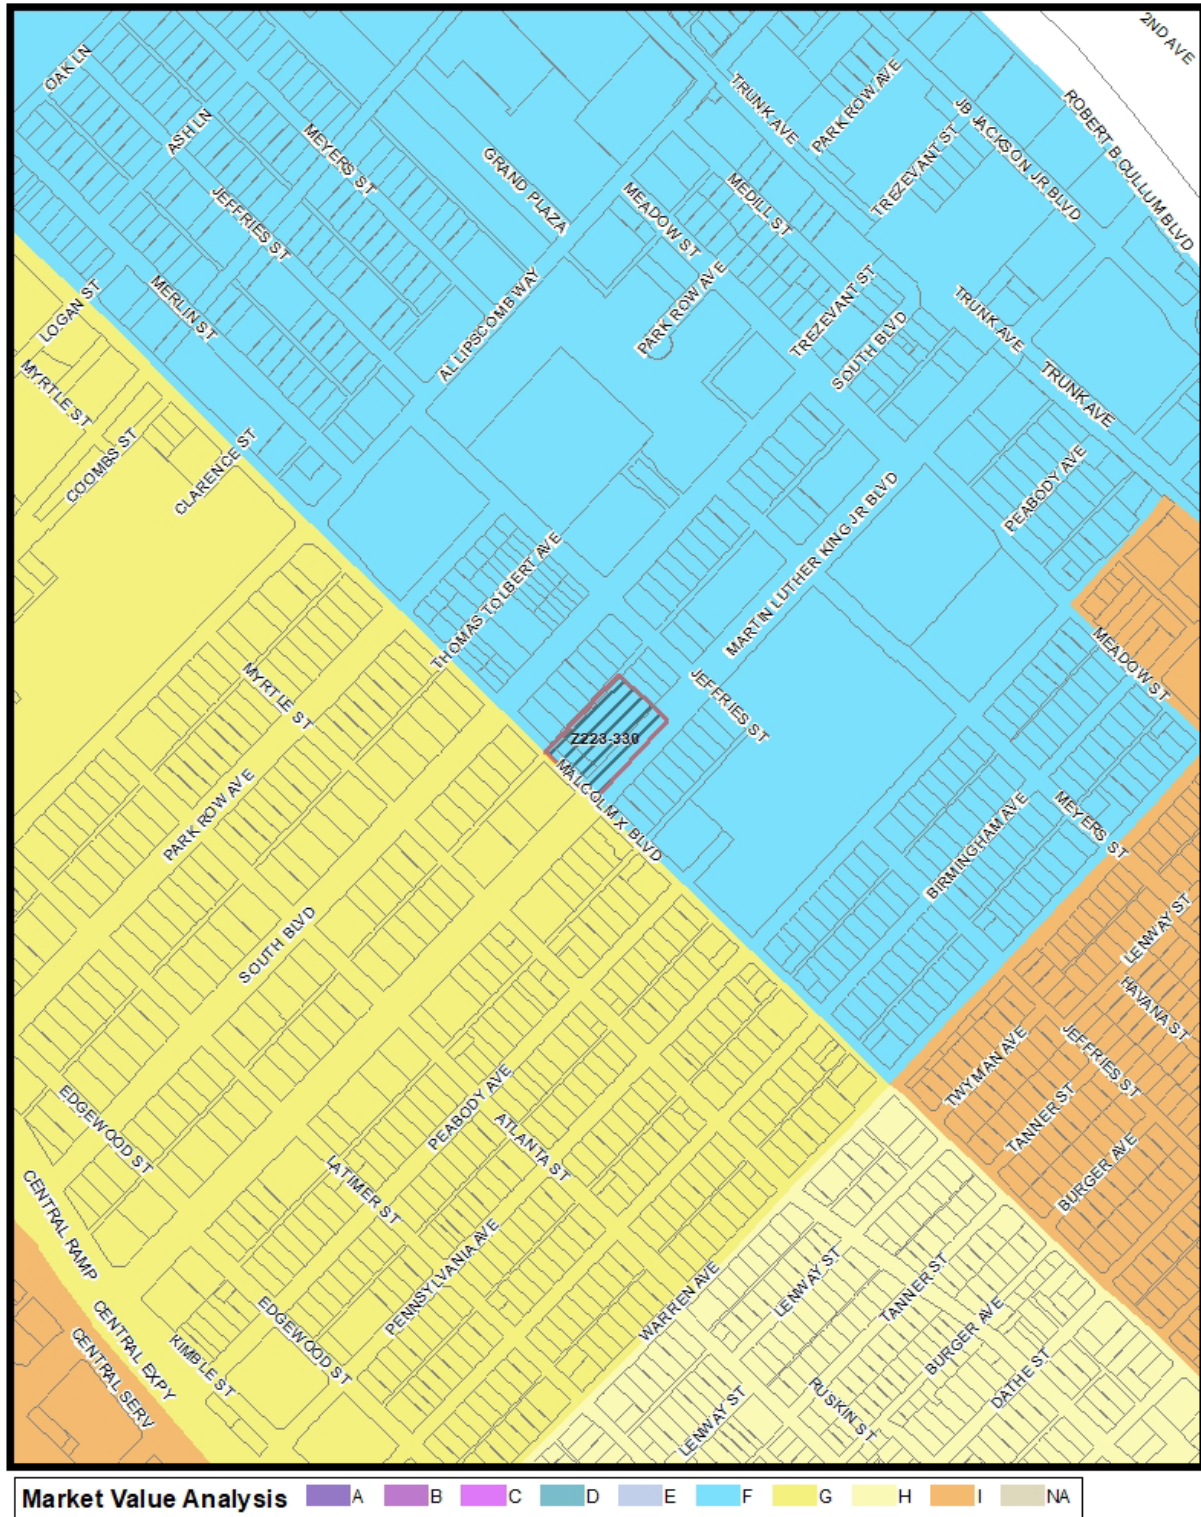 2ND AVE
OAK LN
TRUNK AVE
PARK ROW AVE
ROBERT B CULLUM BLVD
JB JACKSON JR BLVD
ASH LN
MEYERS ST
TREZEVANT ST
GRAND PLAZA
MEDILL ST
MEADOW ST
JEFFRIES ST
AL LIPSCOMB WAY
PARK ROW AVE
TREZEVANT ST
LOGAN ST
MERLIN ST
SOUTH BLVD
TRUNK AVE
MYRTLE ST
TRUNK AVE
COOMBS ST
CLARENCE ST
PEABODY AVE
MARTIN LUTHER KING JR BLVD
THOMAS TOLBERT AVE
MEADOW ST
MYRTLE ST
JEFFRIES ST
Z223-330
MALCOLM X BLVD
PARK ROW AVE
BIRMINGHAM AVE
MEYERS ST
SOUTH BLVD
LENWAY ST
HAVANA ST
TWYMAN AVE
JEFFRIES ST
EDGEWOOD ST
PEABODY AVE
ATLANTA ST
TANNER ST
BURGER AVE
LATIMER ST
CENTRAL RAMP
PENNSYLVANIA AVE
WARREN AVE
LENWAY ST
TANNER ST
CENTRAL EXPY
CENTRAL SERV
KIMBLE ST
EDGEWOOD ST
BURGER AVE
DATHE ST
RUSKIN ST
LENWAY ST
Market Value Analysis A B C D E F G H I NA